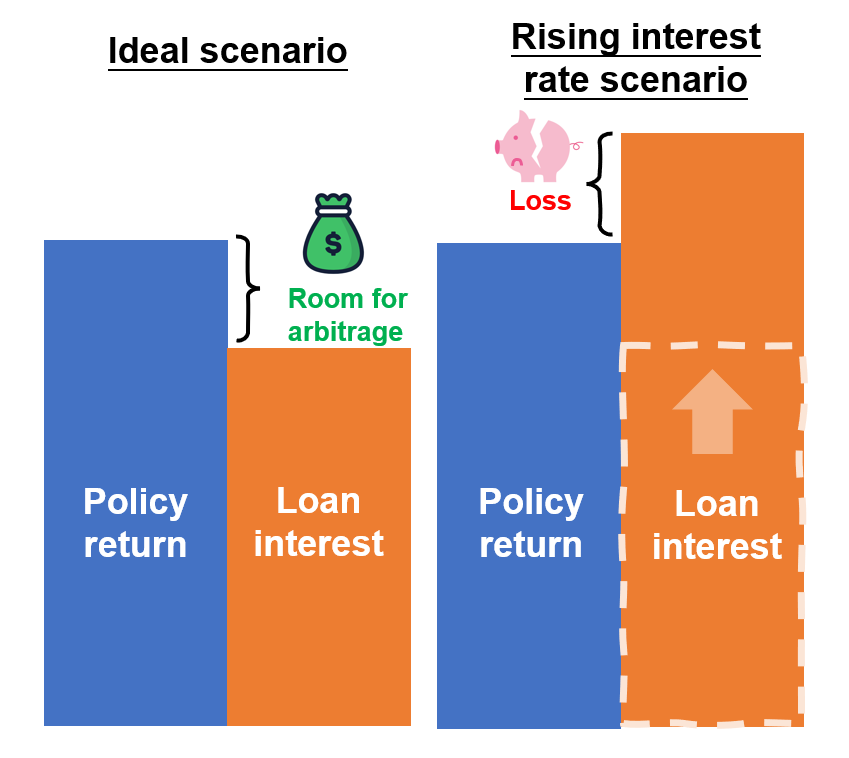 Ideal scenario
Rising interest
rate scenario
Loss
$
Room for
arbitrage
Policy
return
Loan
interest
Policy
return
Loan
interest